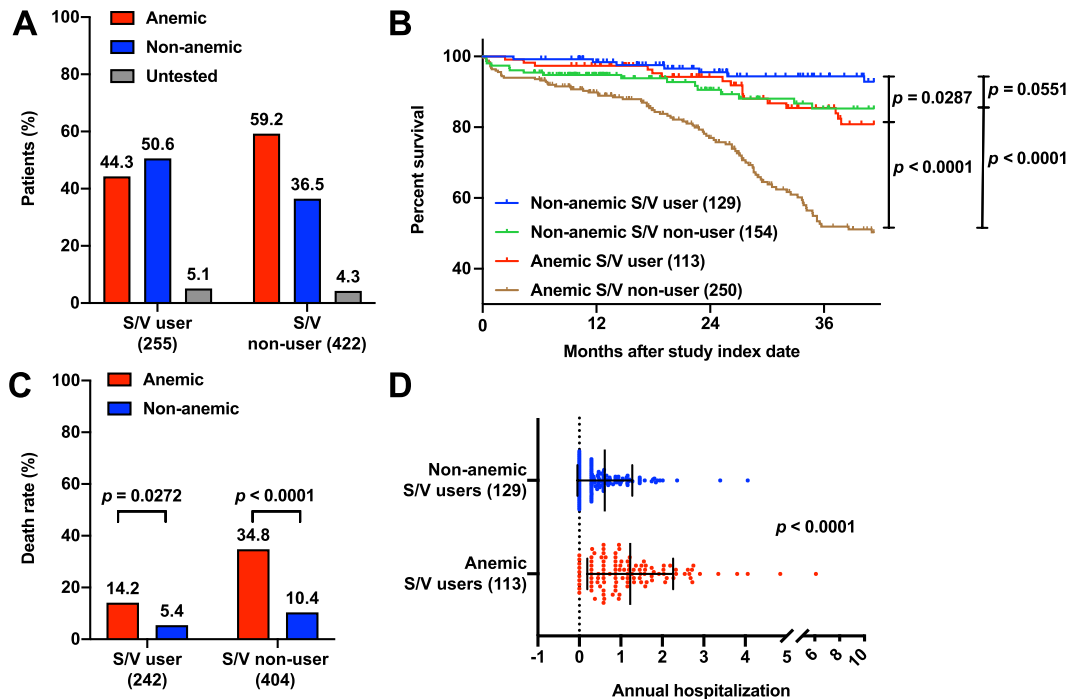 A
Anemic
Non-anemic
Untested
Patients (%)
100
80
60
40
20
0
44.3
50.6
5.1
59.2
36.5
4.3
S/V user
(255)
S/V
non-user (422)
B
Percent survival
100
80
60
40
Non-anemic S/V user (129)
Non-anemic S/V non-user (154)
Anemic S/V user (113)
Anemic S/V non-user (250)
0
12
24
36
Months after study index date
p = 0.0287
p < 0.0001
p = 0.0551
p < 0.0001
C
Anemic
Non-anemic
Death rate (%)
100
80
60
40
20
0
p = 0.0272
p < 0.0001
14.2
5.4
34.8
10.4
S/V user
(242)
S/V non-user
(404)
D
Non-anemic
S/V users (129)
Anemic
S/V users (113)
p < 0.0001
-1
0
1
2
3
4
5
6
8
10
Annual hospitalization